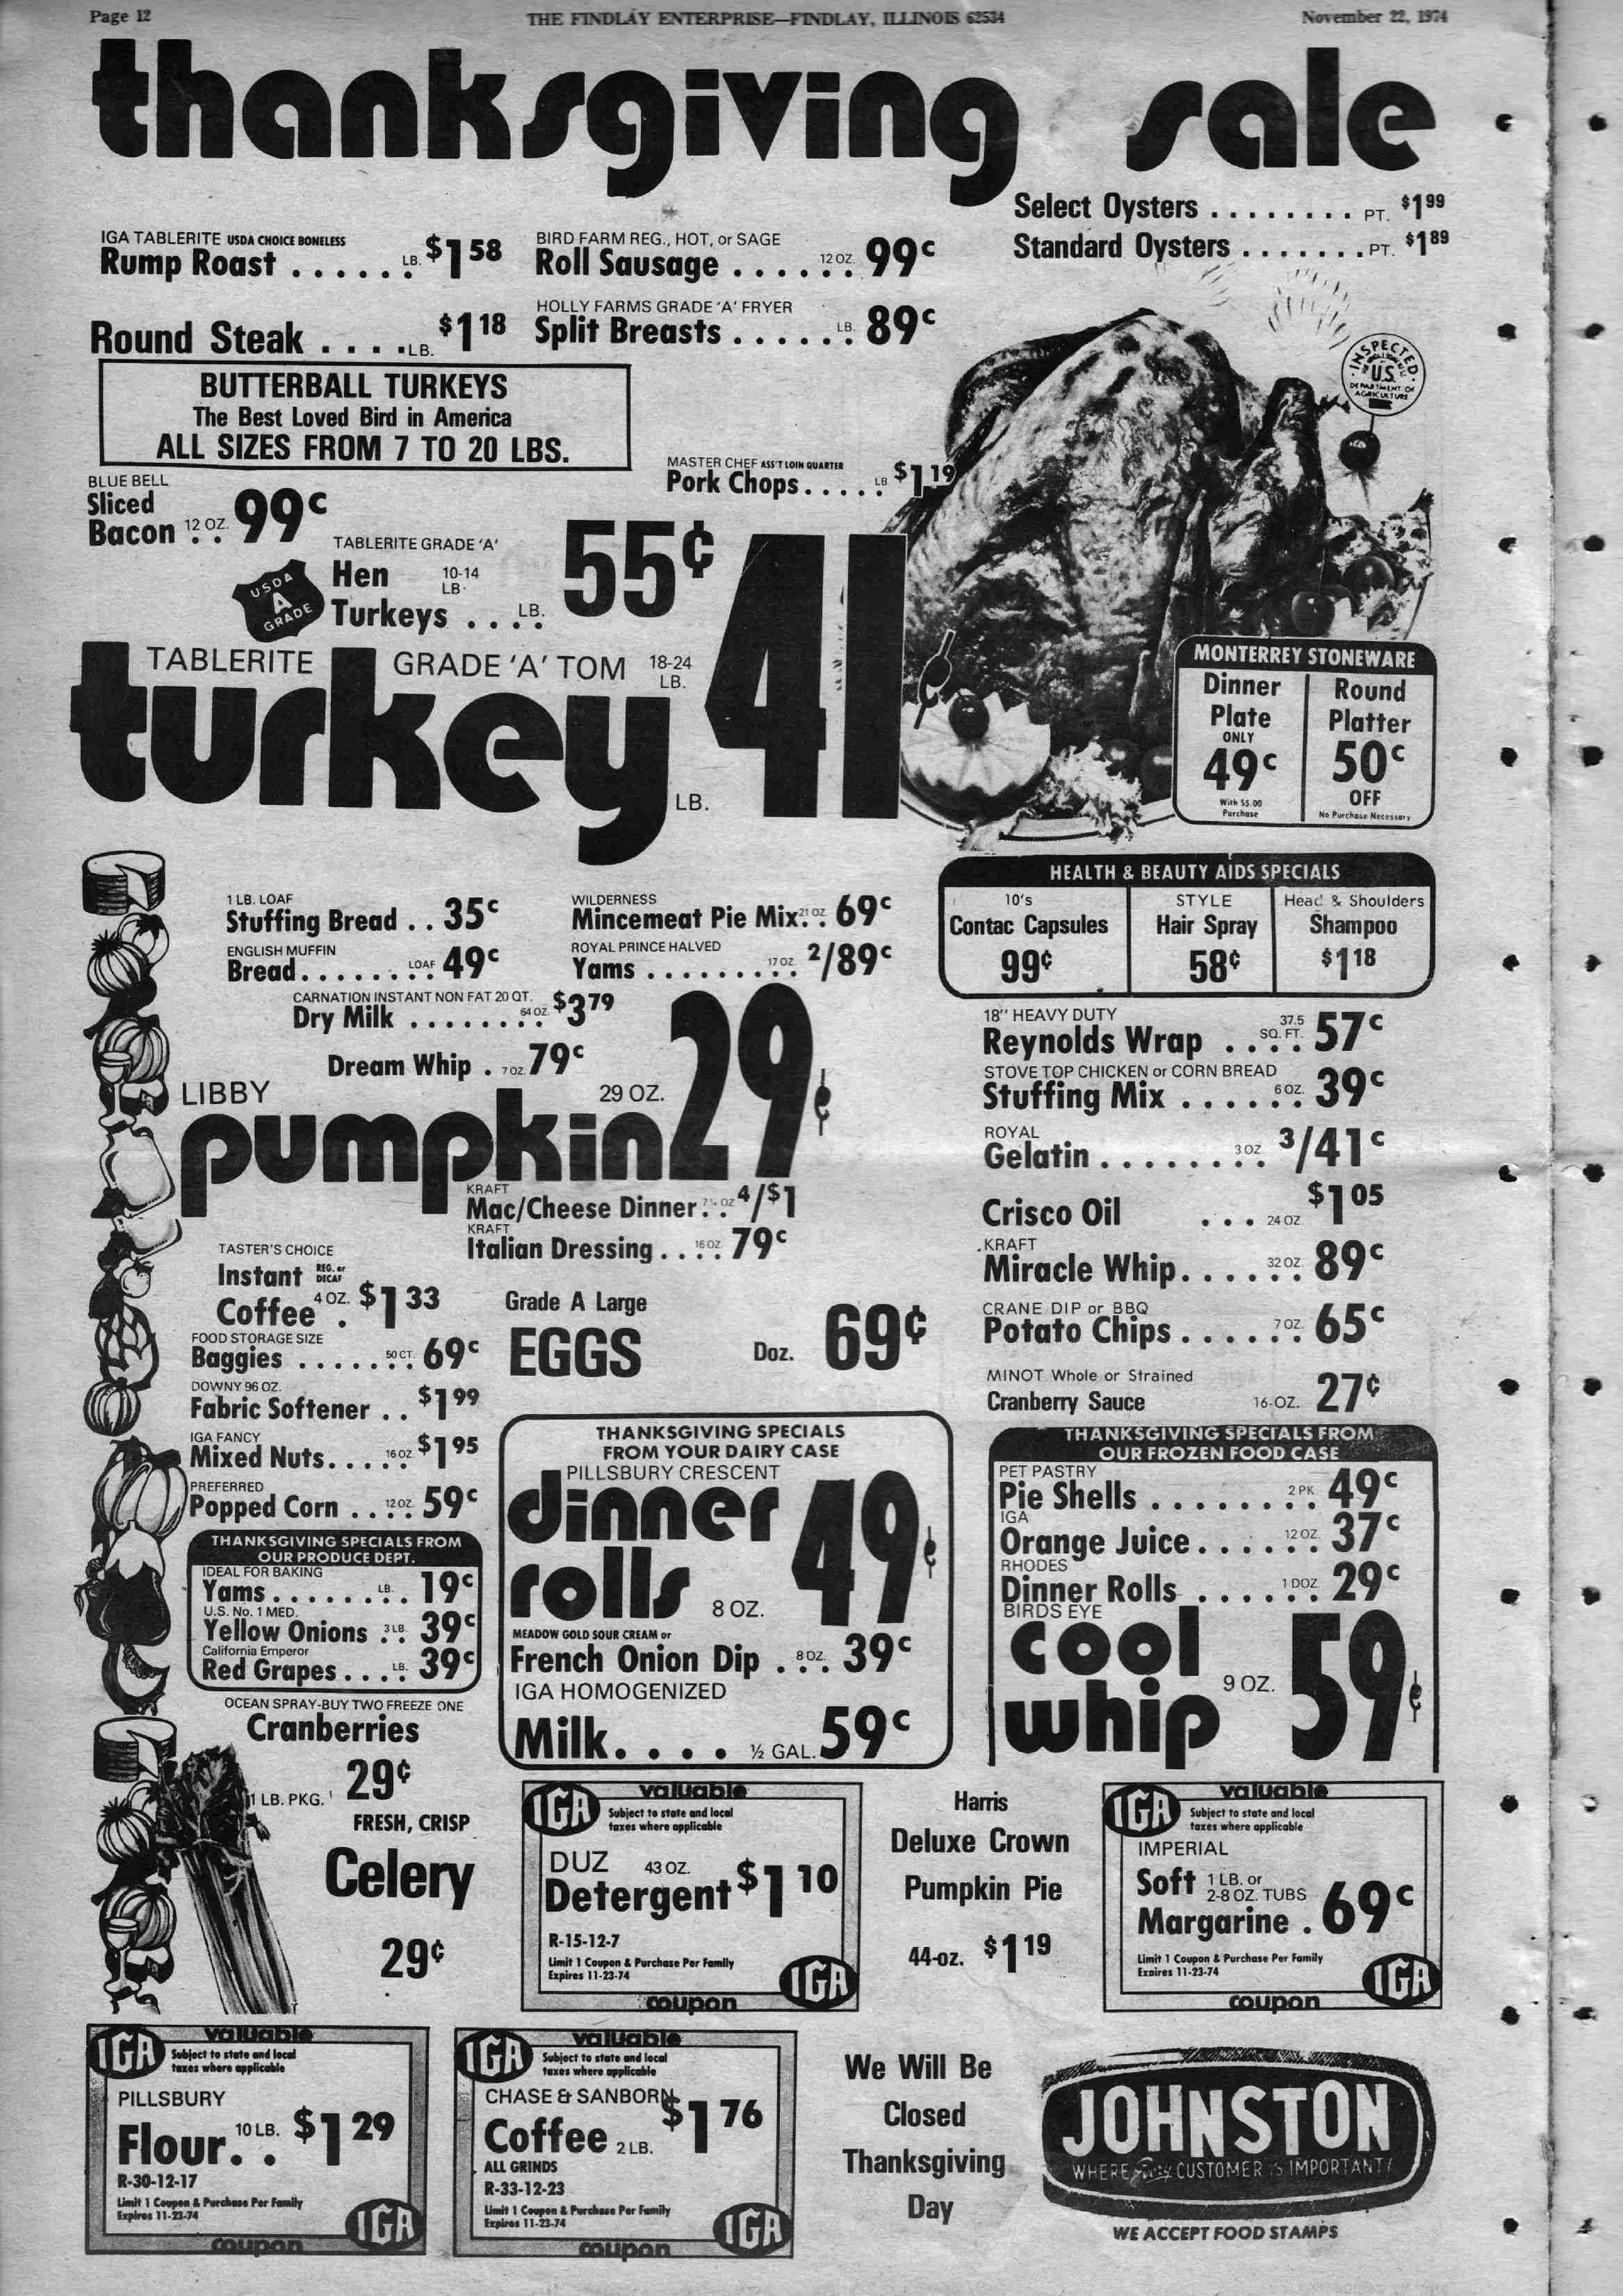 Page 12
THE FINDLAY ENTERPRISE—FINDLAY, ILLINOIS 62534
November 22, 1974
thanksgiving sale
Select Oysters ........ PT. $1 99
Standard Oysters ....... PT. $1 89
IGA TABLERITE USDA CHOICE BONELESS
Rump Roast ...... LB. $1 58
BIRD FARM REG., HOT, or SAGE
Roll Sausage ...... 12 OZ. 99¢
Round Steak .... LB. $1 18
HOLLY FARMS GRADE 'A' FRYER
Split Breasts ...... LB. 89¢
INSPECTED
U.S.
DEPARTMENT OF
AGRICULTURE
BUTTERBALL TURKEYS
The Best Loved Bird in America
ALL SIZES FROM 7 TO 20 LBS.
MASTER CHEF ASS'T LOIN QUARTER
Pork Chops ..... LB $1.19
BLUE BELL
Sliced
Bacon 12 OZ. 99¢
USDA
A
GRADE
TABLERITE GRADE 'A'
Hen 10-14 LB.
Turkeys .... LB. 55¢
TABLERITE GRADE 'A' TOM 18-24 LB.
turkey LB. 41
MONTERREY STONEWARE
Dinner
Plate
ONLY
49¢
With $5.00
Purchase
Round
Platter
50¢
OFF
No Purchase Necessary
1 LB. LOAF
Stuffing Bread .. 35¢
ENGLISH MUFFIN
Bread ........ LOAF 49¢
WILDERNESS
Mincemeat Pie Mix 21 OZ. 69¢
ROYAL PRINCE HALVED
Yams ......... 17 OZ. 2/89¢
CARNATION INSTANT NON FAT 20 QT.
Dry Milk ........ 64 OZ. $3 79
Dream Whip . 7 OZ. 79¢
LIBBY
pumpkin 29 OZ. 29¢
KRAFT
Mac/Cheese Dinner 4/$1
KRAFT
Italian Dressing .... 16 OZ. 79¢
HEALTH & BEAUTY AIDS SPECIALS
10's
Contac Capsules
99¢
STYLE
Hair Spray
58¢
Head & Shoulders
Shampoo
$1 18
18" HEAVY DUTY
Reynolds Wrap .... 37.5 SQ. FT. 57¢
STOVE TOP CHICKEN or CORN BREAD
Stuffing Mix ...... 6 OZ. 39¢
ROYAL
Gelatin ........ 3 OZ. 3/41¢
Crisco Oil ... 24 OZ. $1 05
KRAFT
Miracle Whip ...... 32 OZ. 89¢
CRANE DIP or BBQ
Potato Chips ...... 7 OZ. 65¢
MINOT Whole or Strained
Cranberry Sauce 16-OZ. 27¢
TASTER'S CHOICE
Instant REG. or DECAF
Coffee 4 OZ. . $1 33
FOOD STORAGE SIZE
Baggies ....... 50 CT. 69¢
DOWNY 96 OZ.
Fabric Softener .. $1 99
IGA FANCY
Mixed Nuts ..... 16 OZ $1 95
PREFERRED
Popped Corn .... 12 OZ. 59¢
Grade A Large
EGGS Doz. 69¢
THANKSGIVING SPECIALS FROM
OUR PRODUCE DEPT.
IDEAL FOR BAKING
Yams ........ LB. 19¢
U.S. No. 1 MED.
Yellow Onions 3 LB. 39¢
California Emperor
Red Grapes .... LB. 39¢
OCEAN SPRAY-BUY TWO FREEZE ONE
Cranberries
1 LB. PKG. 29¢
FRESH, CRISP
Celery
29¢
THANKSGIVING SPECIALS
FROM YOUR DAIRY CASE
PILLSBURY CRESCENT
dinner
rolls 8 OZ. 49¢
MEADOW GOLD SOUR CREAM or
French Onion Dip ... 8 OZ. 39¢
IGA HOMOGENIZED
Milk .... ½ GAL. 59¢
THANKSGIVING SPECIALS FROM
OUR FROZEN FOOD CASE
PET PASTRY
Pie Shells ........ 2 PK. 49¢
IGA
Orange Juice ...... 12 OZ. 37¢
RHODES
Dinner Rolls ...... 1 DOZ 29¢
BIRDS EYE
cool
whip 9 OZ. 59¢
IGA
valuable
Subject to state and local
taxes where applicable
DUZ 43 OZ.
Detergent $1 10
R-15-12-7
Limit 1 Coupon & Purchase Per Family
Expires 11-23-74
IGA
coupon
Harris
Deluxe Crown
Pumpkin Pie
44-oz. $1 19
IGA
valuable
Subject to state and local
taxes where applicable
IMPERIAL
Soft 1 LB. or
2-8 OZ. TUBS
Margarine . 69¢
Limit 1 Coupon & Purchase Per Family
Expires 11-23-74
IGA
coupon
IGA
valuable
Subject to state and local
taxes where applicable
PILLSBURY
Flour .. 10 LB. $1 29
R-30-12-17
Limit 1 Coupon & Purchase Per Family
Expires 11-23-74
IGA
coupon
IGA
valuable
Subject to state and local
taxes where applicable
CHASE & SANBORN
Coffee 2 LB. $1 76
ALL GRINDS
R-33-12-23
Limit 1 Coupon & Purchase Per Family
Expires 11-23-74
IGA
coupon
We Will Be
Closed
Thanksgiving
Day
JOHNSTON
WHERE CUSTOMER IS IMPORTANT!
WE ACCEPT FOOD STAMPS